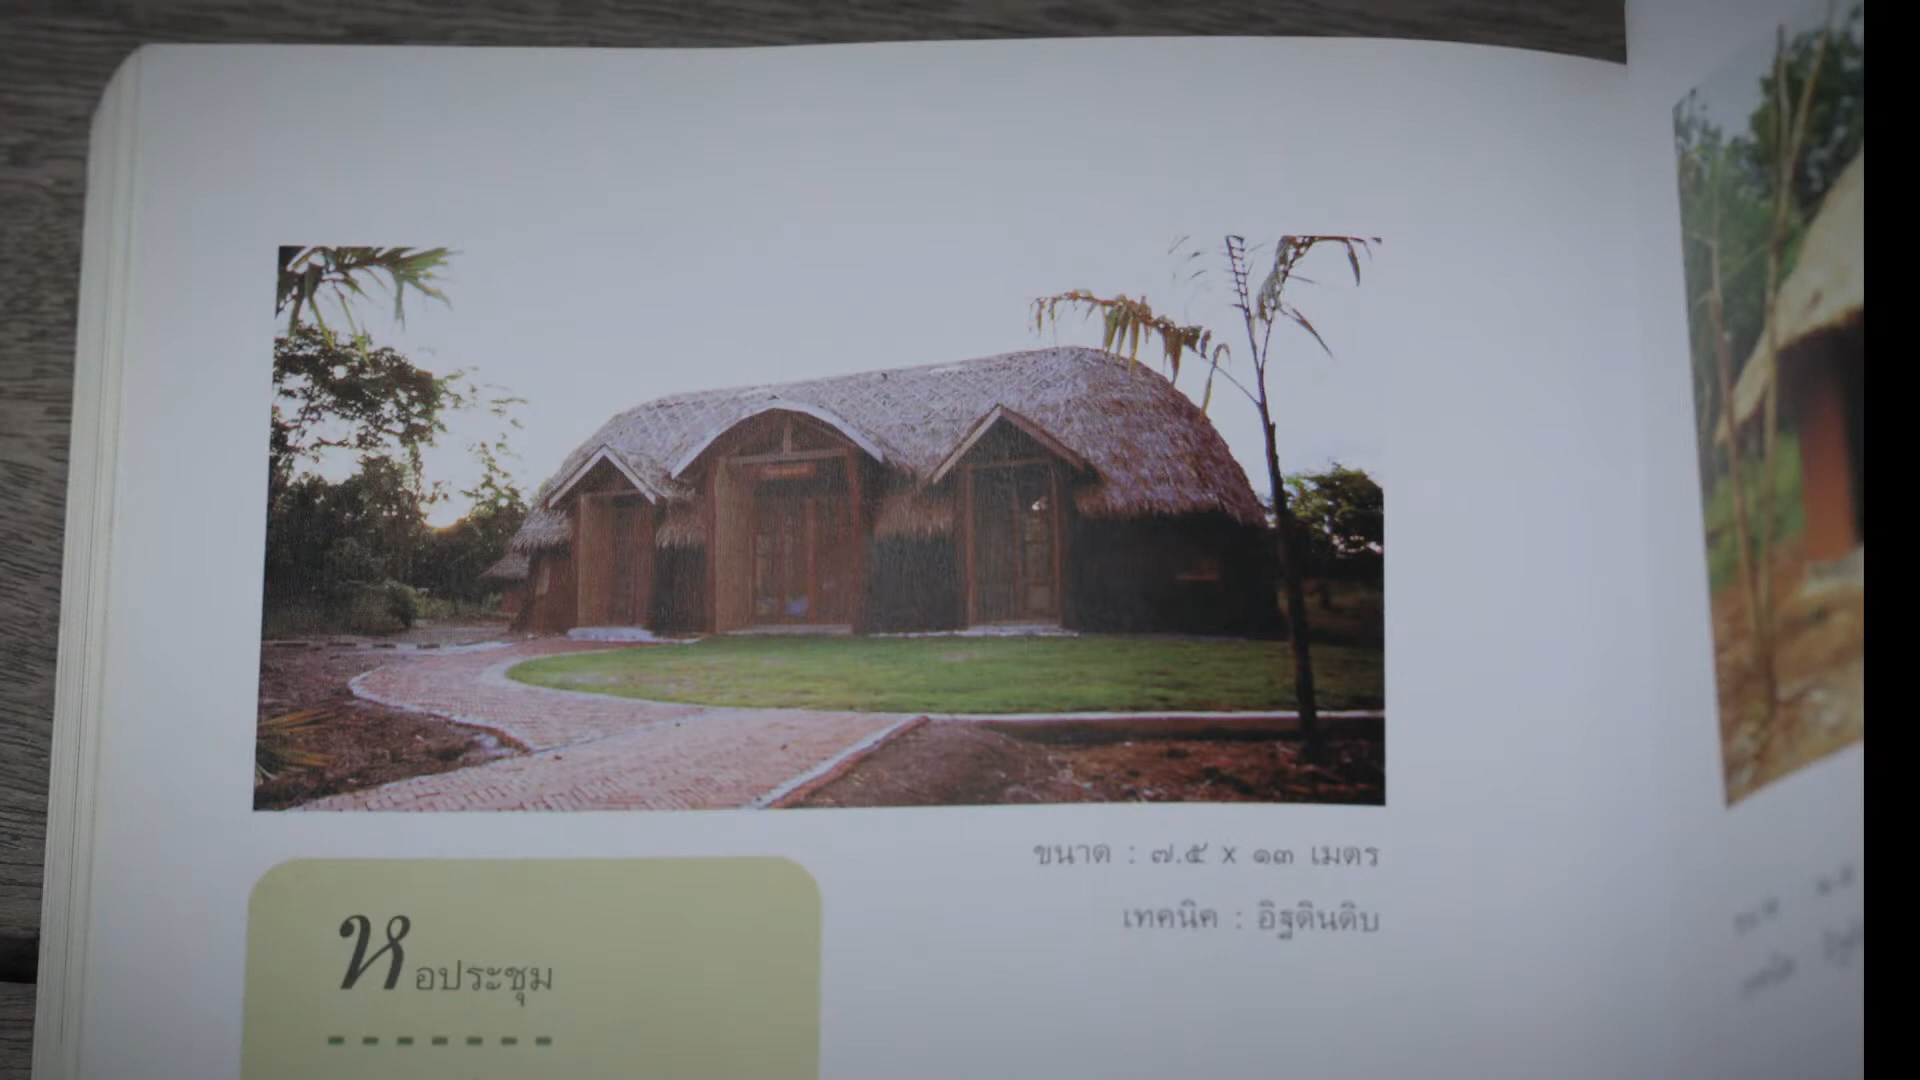 ขนาด : ๗.๕ x ๑๓ เมตร
เทคนิค : อิฐดินดิบ
หอประชุม